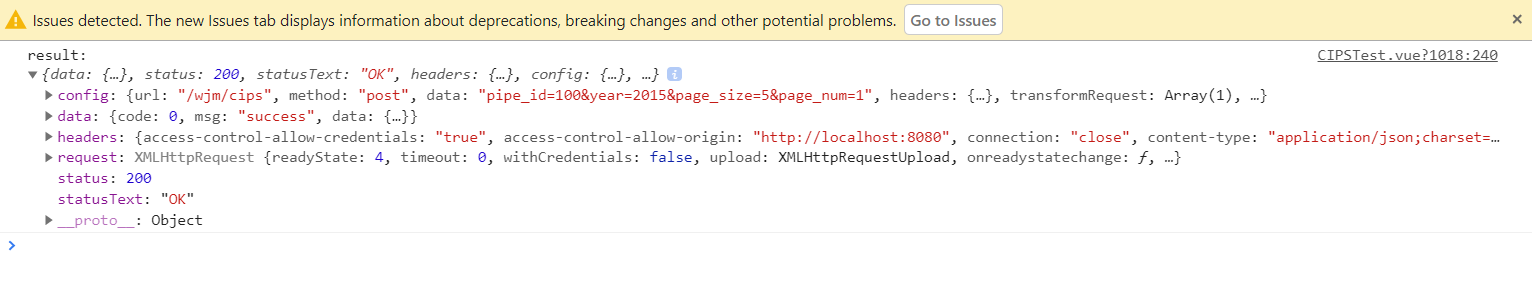 Issues detected. The new Issues tab displays information about deprecations, breaking changes and other potential problems. Go to Issues ×
result: CIPSTest.vue?1018:240
▼{data: {…}, status: 200, statusText: "OK", headers: {…}, config: {…}, …} i
▶config: {url: "/wjm/cips", method: "post", data: "pipe_id=100&year=2015&page_size=5&page_num=1", headers: {…}, transformRequest: Array(1), …}
▶data: {code: 0, msg: "success", data: {…}}
▶headers: {access-control-allow-credentials: "true", access-control-allow-origin: "http://localhost:8080", connection: "close", content-type: "application/json;charset=…
▶request: XMLHttpRequest {readyState: 4, timeout: 0, withCredentials: false, upload: XMLHttpRequestUpload, onreadystatechange: ƒ, …}
status: 200
statusText: "OK"
▶__proto__: Object
>